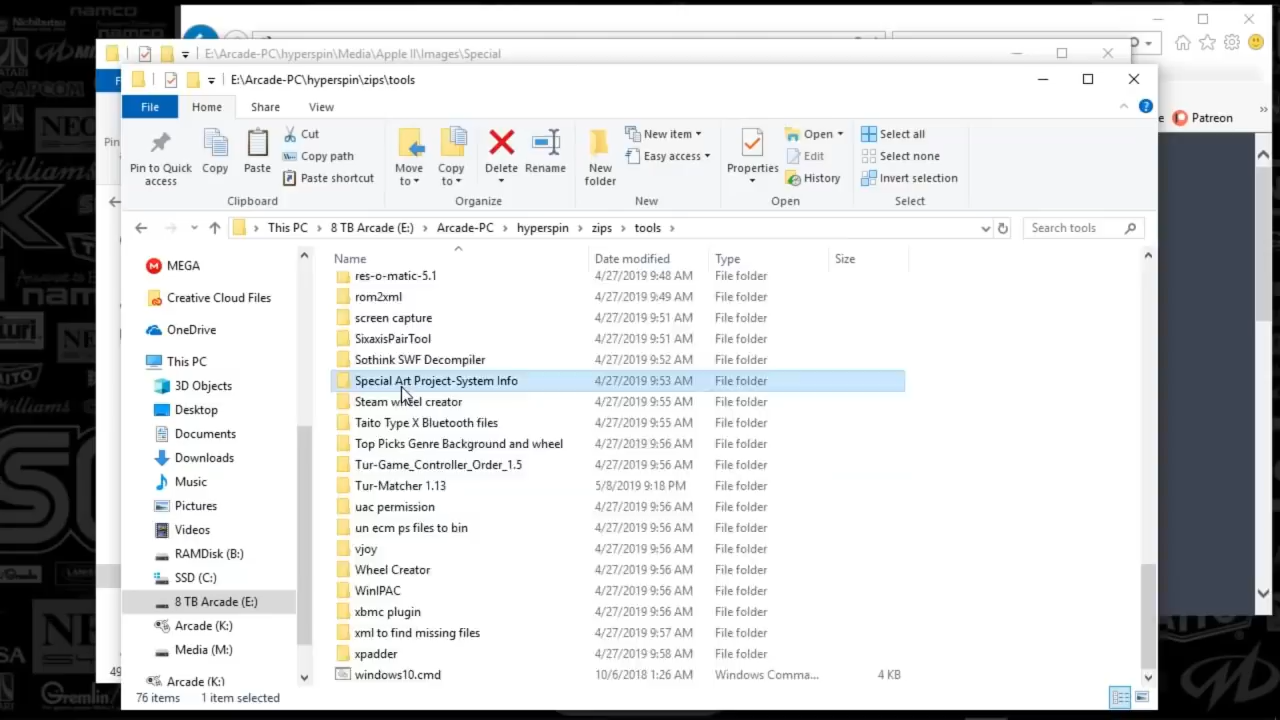 E:\Arcade-PC\hyperspin\Media\Apple II\Images\Special
E:\Arcade-PC\hyperspin\zips\tools
File
Home
Share
View
Patreon
Pin to Quick access
Copy
Paste
Cut
Copy path
Paste shortcut
Move to
Copy to
Delete
Rename
New folder
New item
Easy access
Properties
Open
Edit
History
Select all
Select none
Invert selection
Clipboard
Organize
New
Open
Select
This PC
8 TB Arcade (E:)
Arcade-PC
hyperspin
zips
tools
Search tools
Name
Date modified
Type
Size
MEGA
Creative Cloud Files
OneDrive
This PC
3D Objects
Desktop
Documents
Downloads
Music
Pictures
Videos
RAMDisk (B:)
SSD (C:)
8 TB Arcade (E:)
Arcade (K:)
Media (M:)
Arcade (K:)
res-o-matic-5.1 4/27/2019 9:48 AM File folder
rom2xml 4/27/2019 9:49 AM File folder
screen capture 4/27/2019 9:51 AM File folder
SixaxisPairTool 4/27/2019 9:51 AM File folder
Sothink SWF Decompiler 4/27/2019 9:52 AM File folder
Special Art Project-System Info 4/27/2019 9:53 AM File folder
Steam wheel creator 4/27/2019 9:55 AM File folder
Taito Type X Bluetooth files 4/27/2019 9:55 AM File folder
Top Picks Genre Background and wheel 4/27/2019 9:56 AM File folder
Tur-Game_Controller_Order_1.5 4/27/2019 9:56 AM File folder
Tur-Matcher 1.13 5/8/2019 9:18 PM File folder
uac permission 4/27/2019 9:56 AM File folder
un ecm ps files to bin 4/27/2019 9:56 AM File folder
vjoy 4/27/2019 9:56 AM File folder
Wheel Creator 4/27/2019 9:56 AM File folder
WinIPAC 4/27/2019 9:56 AM File folder
xbmc plugin 4/27/2019 9:56 AM File folder
xml to find missing files 4/27/2019 9:57 AM File folder
xpadder 4/27/2019 9:58 AM File folder
windows10.cmd 10/6/2018 1:26 AM Windows Comma... 4 KB
76 items 1 item selected
Nichibutsu
namco
namco
ATARI
CAPCOM
Williams
Williams
Gremlin